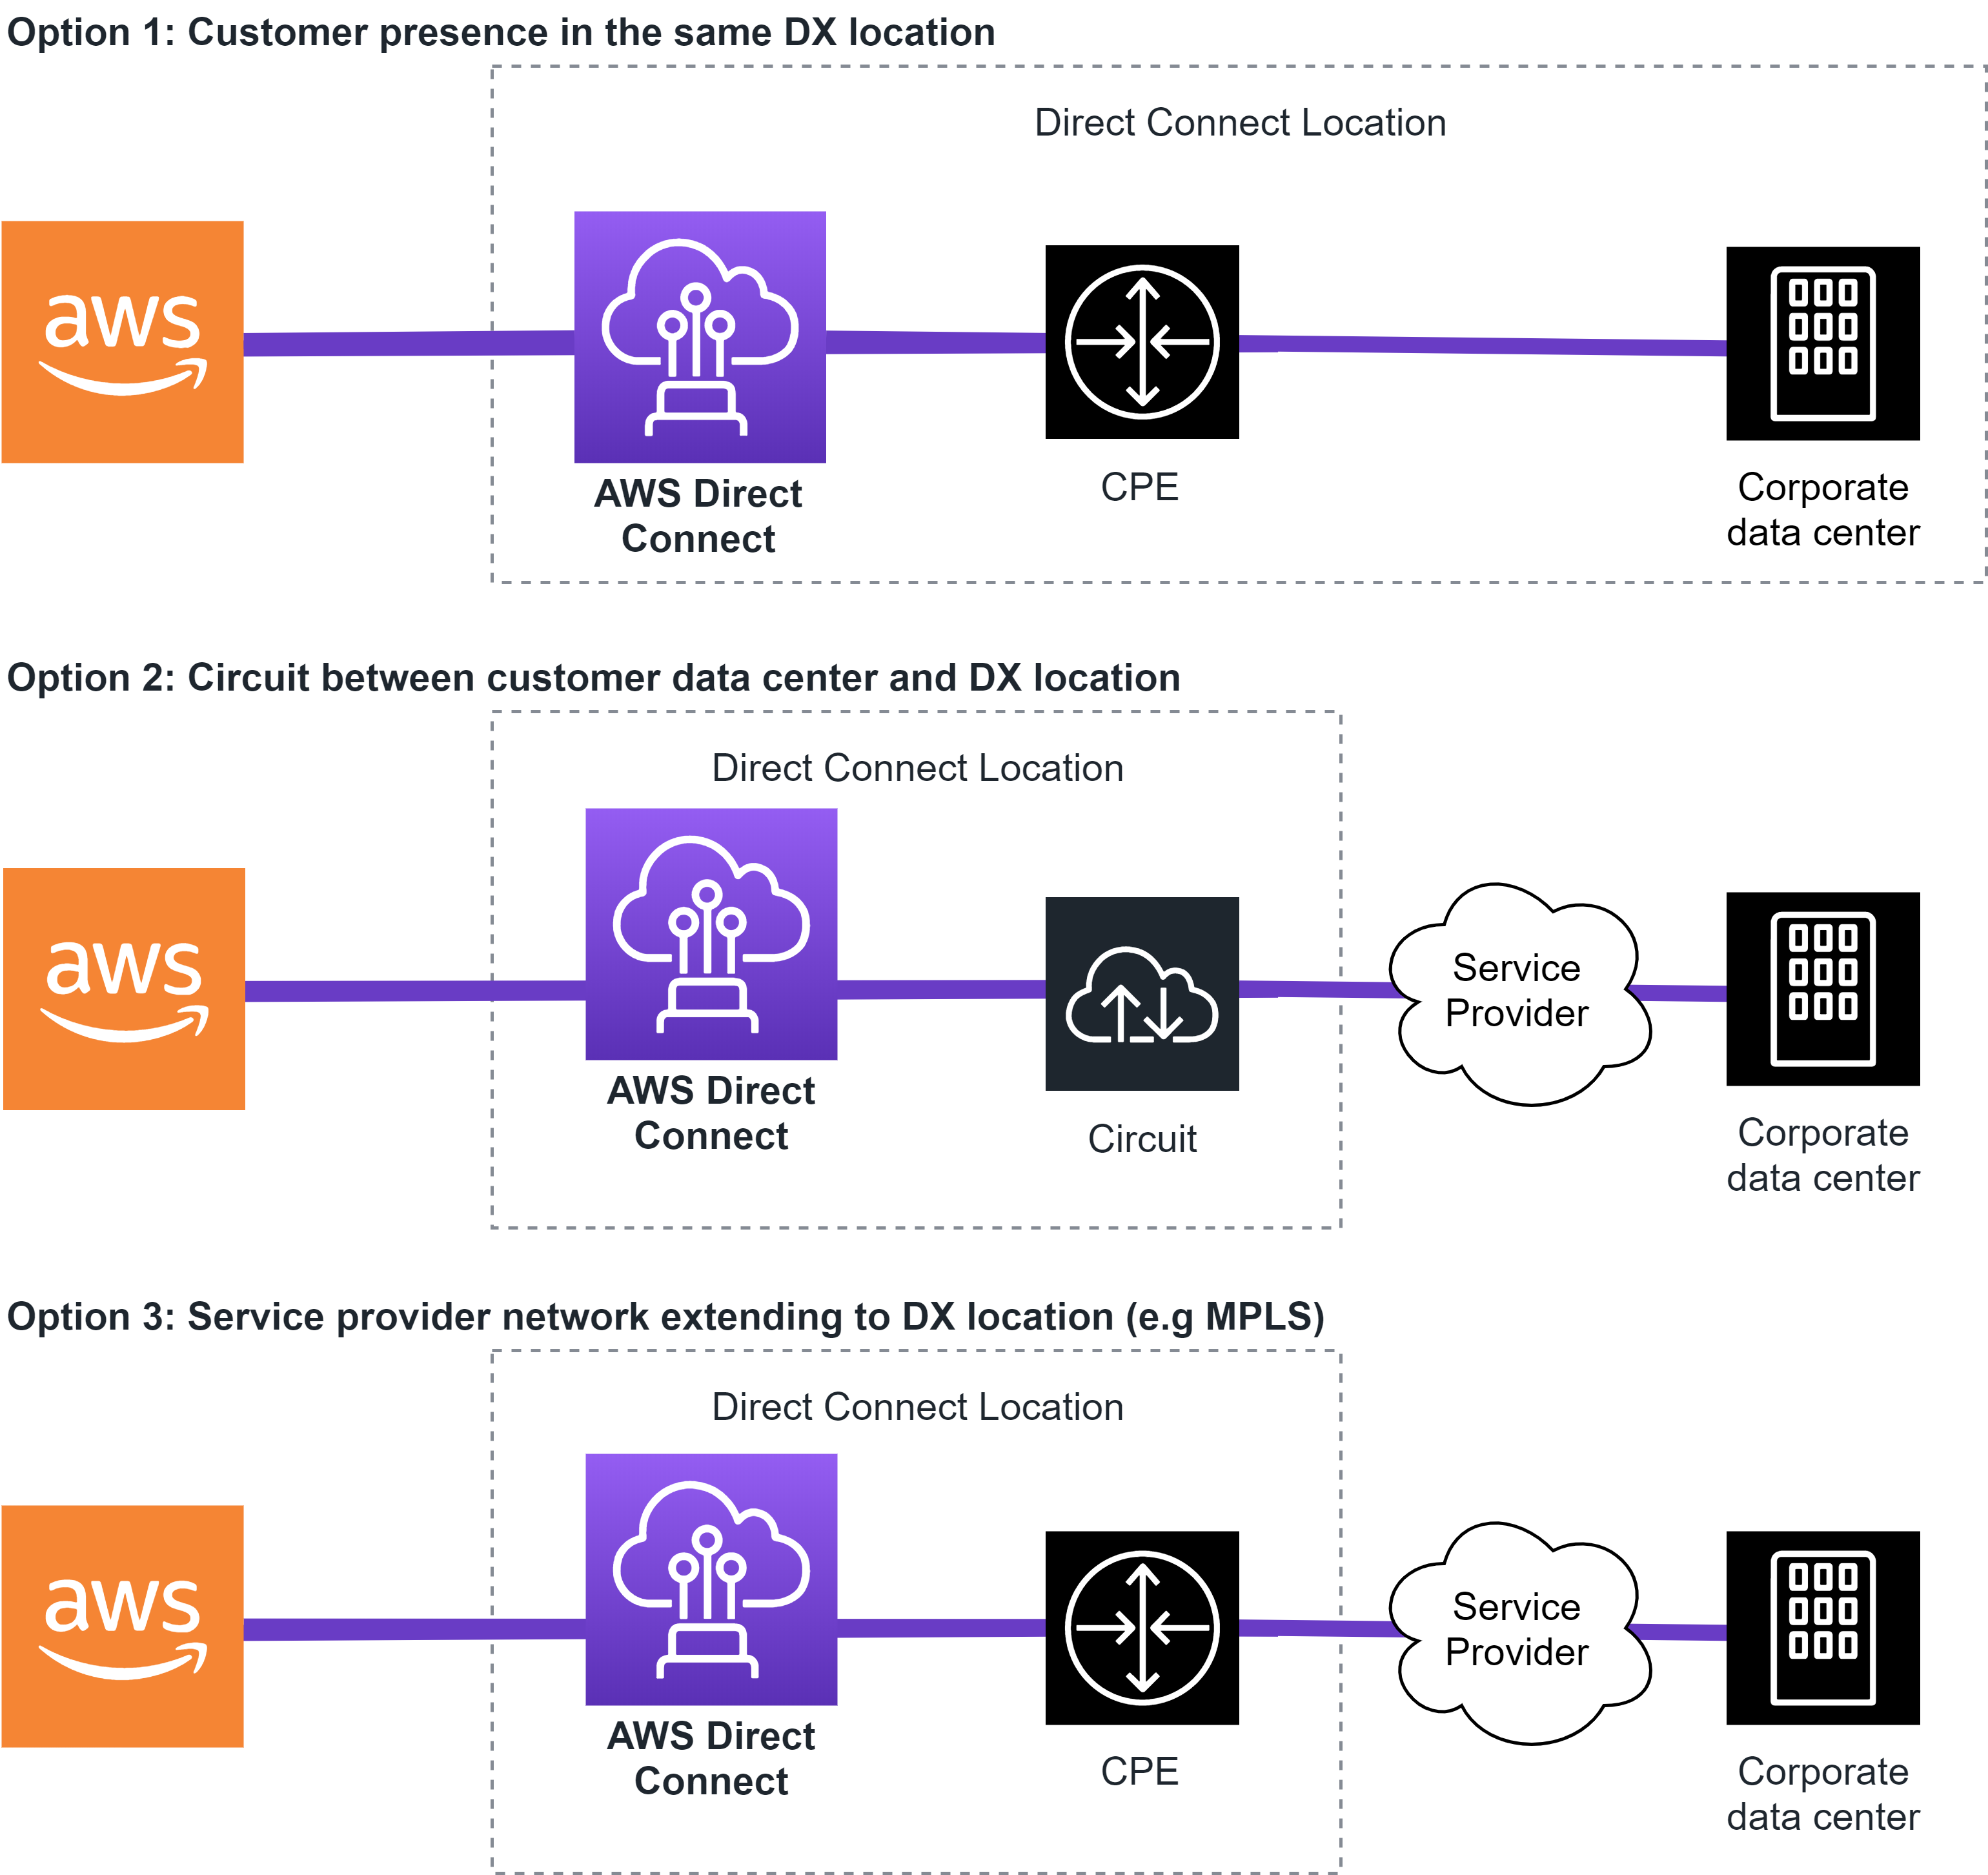 Option 1: Customer presence in the same DX location
Direct Connect Location
aws
AWS Direct
Connect
CPE
Corporate
data center
Option 2: Circuit between customer data center and DX location
Direct Connect Location
aws
AWS Direct
Connect
Circuit
Service
Provider
Corporate
data center
Option 3: Service provider network extending to DX location (e.g MPLS)
Direct Connect Location
aws
AWS Direct
Connect
CPE
Service
Provider
Corporate
data center